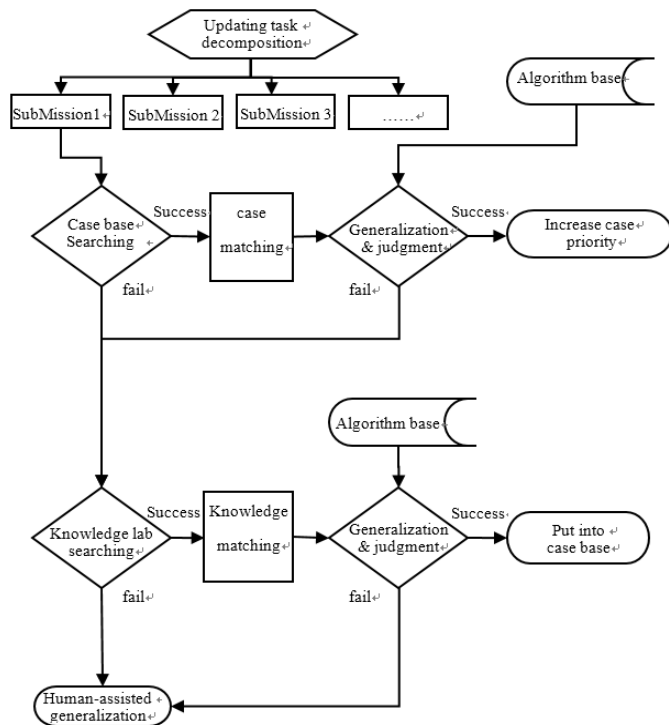 Updating task
decomposition
Algorithm base
SubMission1
SubMission 2
SubMission 3
……
Case base
Searching
Success
case
matching
Generalization
& judgment
Success
Increase case
priority
fail
fail
Algorithm base
Knowledge lab
searching
Success
Knowledge
matching
Generalization
& judgment
Success
Put into
case base
fail
fail
Human-assisted
generalization